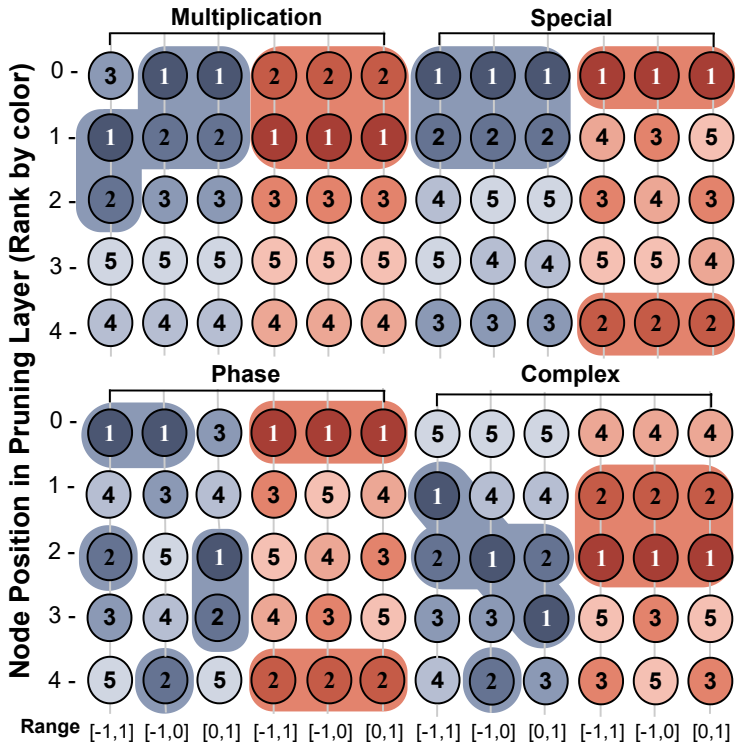 Multiplication Special
0 - 3 1 1 2 2 2 1 1 1 1 1 1
1 - 1 2 2 1 1 1 2 2 2 4 3 5
2 - 2 3 3 3 3 3 4 5 5 3 4 3
3 - 5 5 5 5 5 5 5 4 4 5 5 4
4 - 4 4 4 4 4 4 3 3 3 2 2 2
Phase Complex
0 - 1 1 3 1 1 1 5 5 5 4 4 4
1 - 4 3 4 3 5 4 1 4 4 2 2 2
2 - 2 5 1 5 4 3 2 1 2 1 1 1
3 - 3 4 2 4 3 5 3 3 1 5 3 5
4 - 5 2 5 2 2 2 4 2 3 3 5 3
Range [-1,1] [-1,0] [0,1] [-1,1] [-1,0] [0,1] [-1,1] [-1,0] [0,1] [-1,1] [-1,0] [0,1]
Node Position in Pruning Layer (Rank by color)